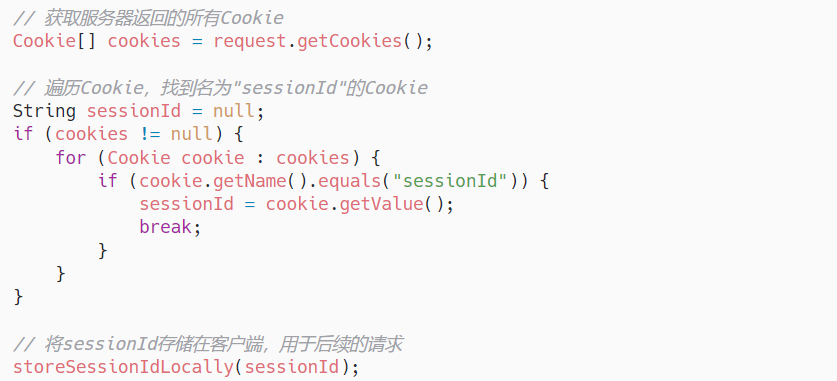 // 获取服务器返回的所有Cookie
Cookie[] cookies = request.getCookies();
// 遍历Cookie，找到名为"sessionId"的Cookie
String sessionId = null;
if (cookies != null) {
    for (Cookie cookie : cookies) {
        if (cookie.getName().equals("sessionId")) {
            sessionId = cookie.getValue();
            break;
        }
    }
}
// 将sessionId存储在客户端，用于后续的请求
storeSessionIdLocally(sessionId);